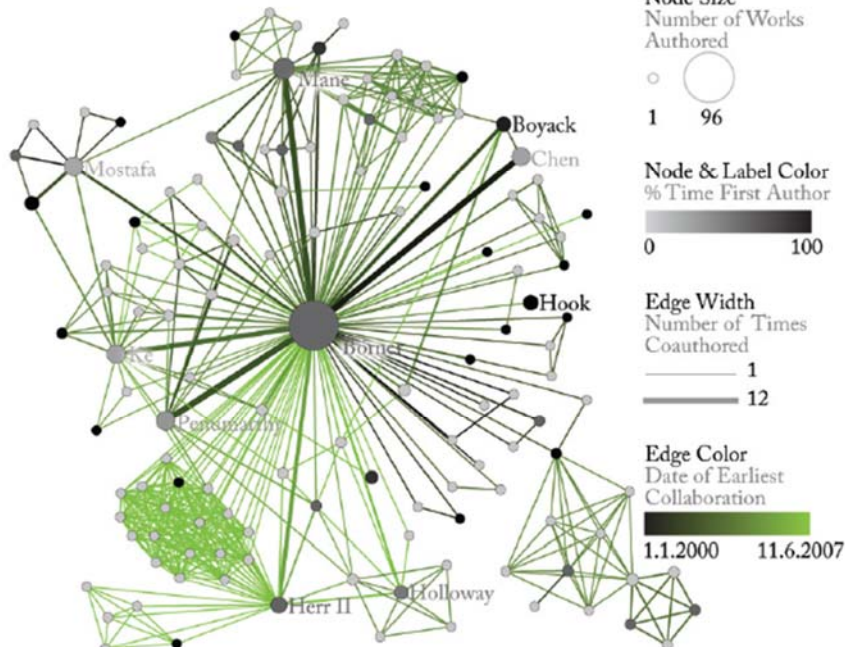 Node Size
Number of Works
Authored
1 96
Mane
Boyack
Chen
Mostafa
Node & Label Color
% Time First Author
0 100
Hook
Edge Width
Number of Times
Coauthored
1
12
Borner
Ke
Penumarthy
Edge Color
Date of Earliest
Collaboration
1.1.2000 11.6.2007
Herr II
Holloway